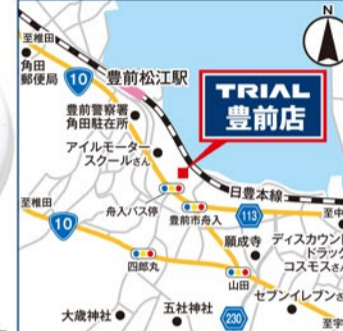 N
至椎田
角田
郵便局
10
豊前松江駅
TRIAL
豊前店
豊前警察署
角田駐在所
アイルモーター
スクールさん
日豊本線
至椎田
舟入バス停
豊前市舟入
113
至中
10
願成寺
ディスカウント
ドラッグ
コスモスさん
四郎丸
山田
セブンイレブンさ
大歳神社
五社神社
230
至宇